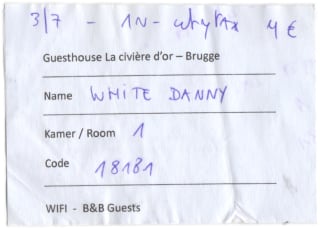 3/7 - 1N - citytax 4 €
Guesthouse La civière d'or – Brugge
Name WHITE DANNY
Kamer / Room 1
Code 18181
WIFI - B&B Guests